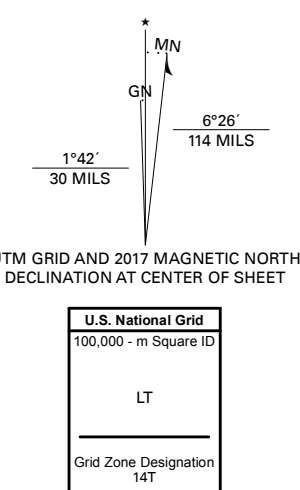 ★
MN
GN
6°26´
114 MILS
1°42´
30 MILS
UTM GRID AND 2017 MAGNETIC NORTH
DECLINATION AT CENTER OF SHEET
U.S. National Grid
100,000 - m Square ID
LT
Grid Zone Designation
14T